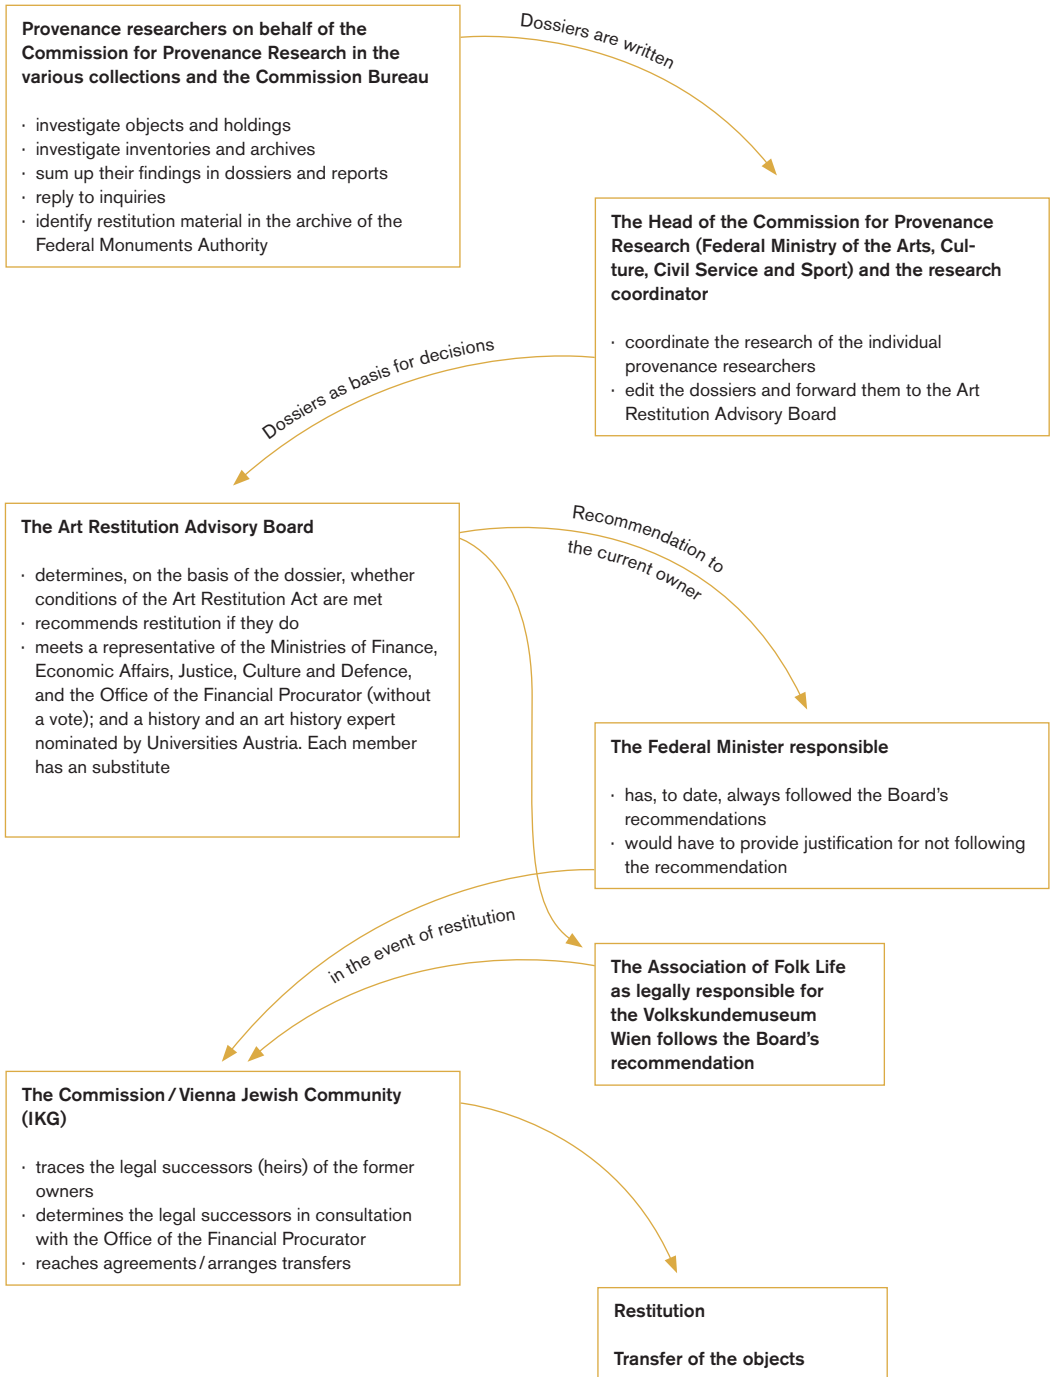 Provenance researchers on behalf of the
Commission for Provenance Research in the
various collections and the Commission Bureau
· investigate objects and holdings
· investigate inventories and archives
· sum up their findings in dossiers and reports
· reply to inquiries
· identify restitution material in the archive of the
Federal Monuments Authority
Dossiers are written
The Head of the Commission for Provenance
Research (Federal Ministry of the Arts, Cul-
ture, Civil Service and Sport) and the research
coordinator
· coordinate the research of the individual
provenance researchers
· edit the dossiers and forward them to the Art
Restitution Advisory Board
Dossiers as basis for decisions
The Art Restitution Advisory Board
· determines, on the basis of the dossier, whether
conditions of the Art Restitution Act are met
· recommends restitution if they do
· meets a representative of the Ministries of Finance,
Economic Affairs, Justice, Culture and Defence,
and the Office of the Financial Procurator (without
a vote); and a history and an art history expert
nominated by Universities Austria. Each member
has an substitute
Recommendation to
the current owner
The Federal Minister responsible
· has, to date, always followed the Board's
recommendations
· would have to provide justification for not following
the recommendation
in the event of restitution
The Association of Folk Life
as legally responsible for
the Volkskundemuseum
Wien follows the Board's
recommendation
The Commission / Vienna Jewish Community
(IKG)
· traces the legal successors (heirs) of the former
owners
· determines the legal successors in consultation
with the Office of the Financial Procurator
· reaches agreements / arranges transfers
Restitution
Transfer of the objects